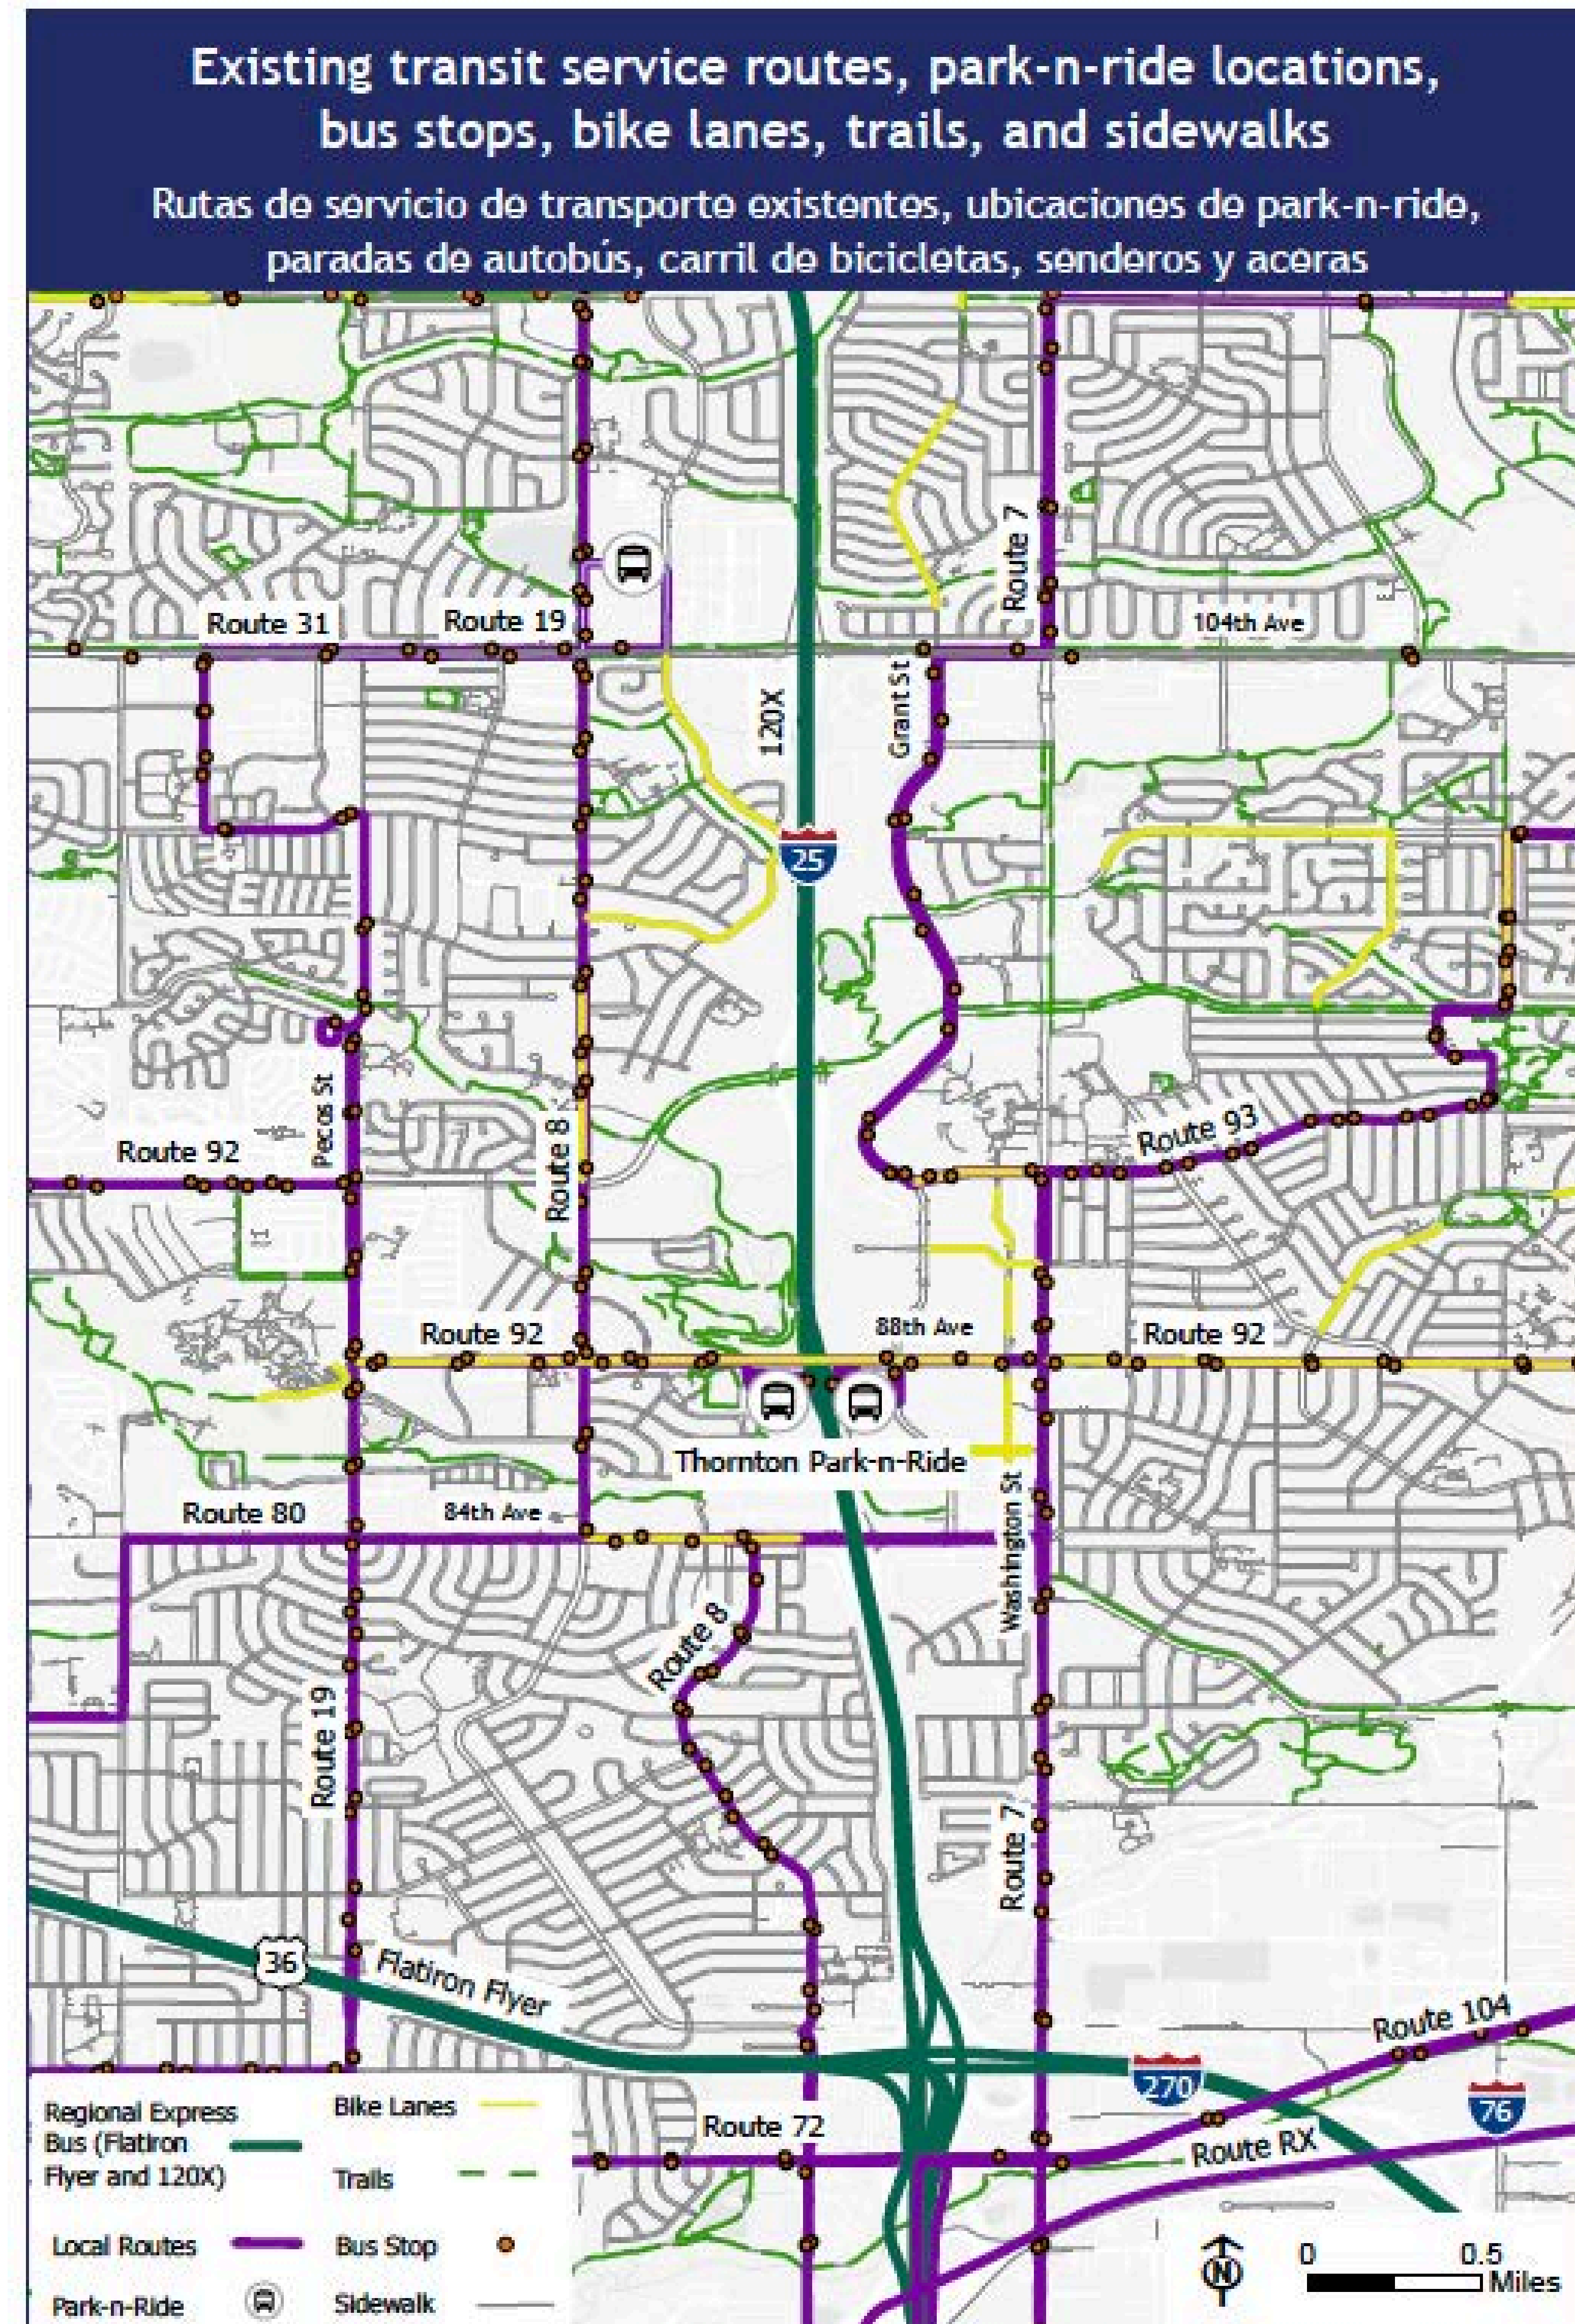 Existing transit service routes, park-n-ride locations,
bus stops, bike lanes, trails, and sidewalks
Rutas de servicio de transporte existentes, ubicaciones de park-n-ride,
paradas de autobús, carril de bicicletas, senderos y aceras
Route 7
Route 31
Route 19
104th Ave
Grant St
120X
25
Pecos St
Route 8
Route 93
Route 92
88th Ave
Route 92
Route 92
Thornton Park-n-Ride
Route 80
84th Ave
Washington St
Route 8
Route 19
Route 7
36
Flatiron Flyer
Route 104
270
76
Route 72
Route RX
Regional Express
Bus (Flatiron
Flyer and 120X)
Bike Lanes
Trails
Local Routes
Bus Stop
Park-n-Ride
Sidewalk
N
0
0.5
Miles